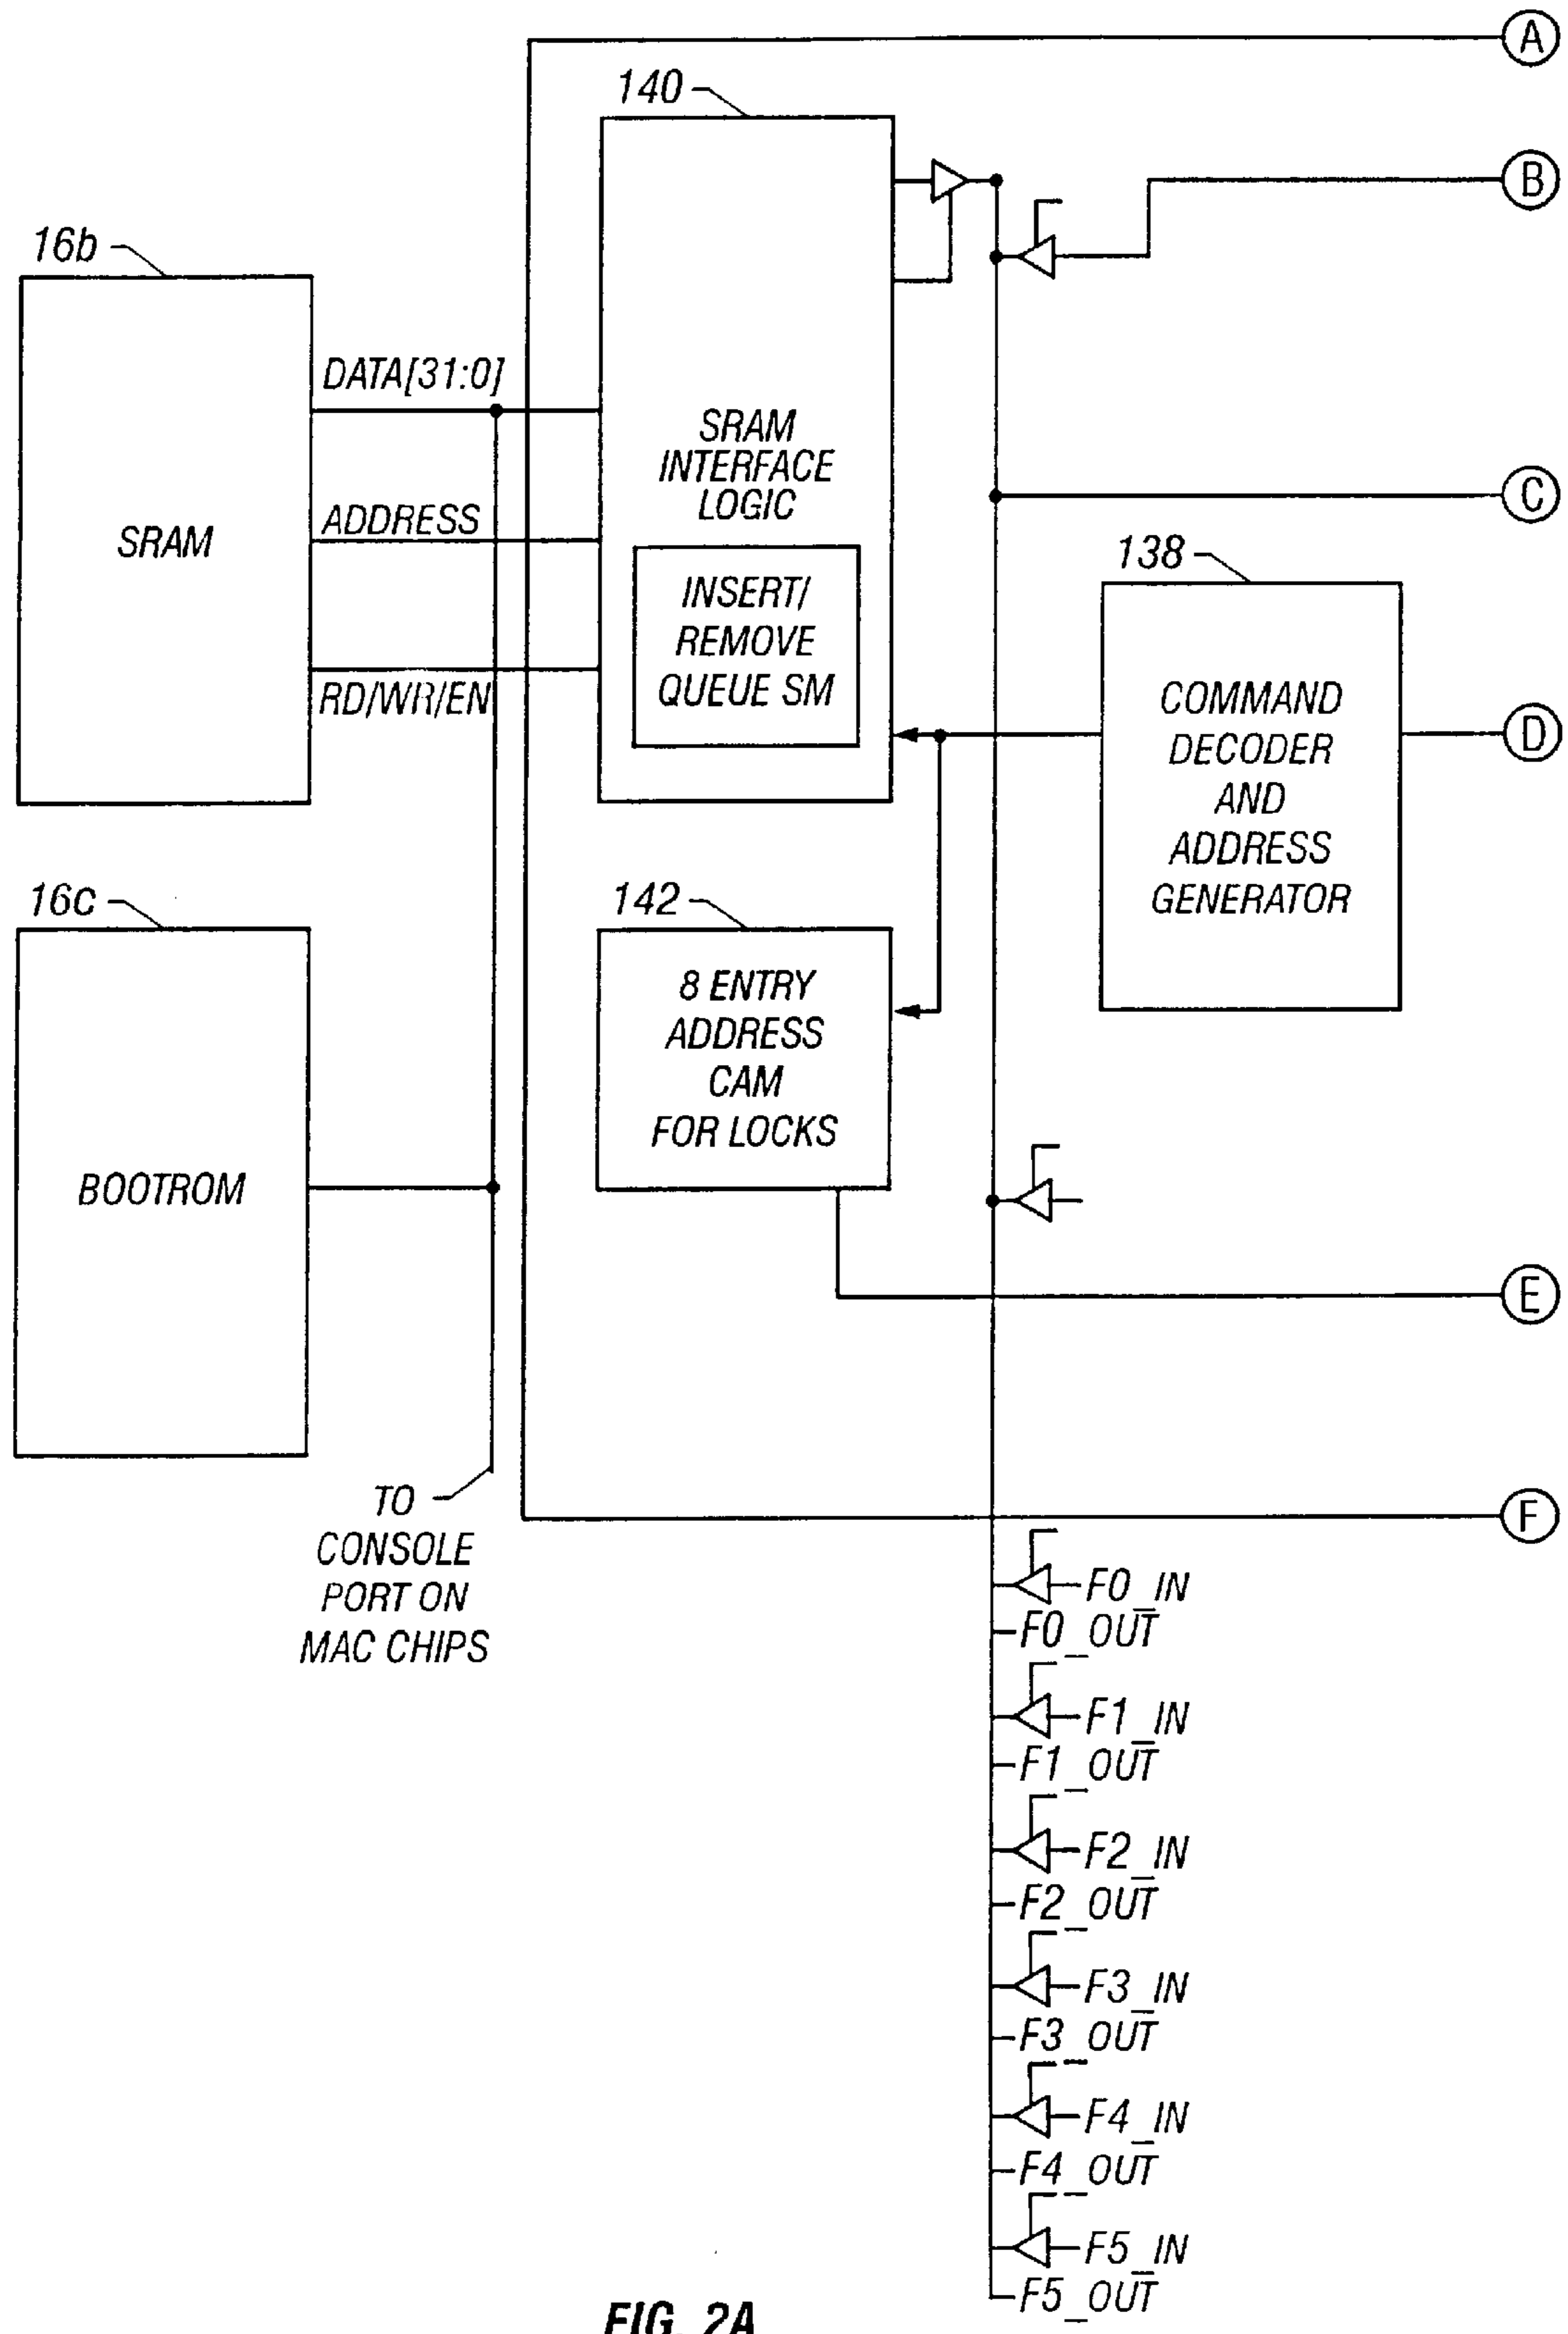 A
140
B
16b
DATA[31:0]
SRAM
INTERFACE
LOGIC
C
ADDRESS
SRAM
138
INSERT/
REMOVE
QUEUE SM
RD/WR/EN
COMMAND
DECODER
AND
ADDRESS
GENERATOR
D
16c
142
8 ENTRY
ADDRESS
CAM
FOR LOCKS
BOOTROM
E
TO
CONSOLE
PORT ON
MAC CHIPS
F
F0_IN
F0_OUT
F1_IN
F1_OUT
F2_IN
F2_OUT
F3_IN
F3_OUT
F4_IN
F4_OUT
F5_IN
F5_OUT
FIG. 2A